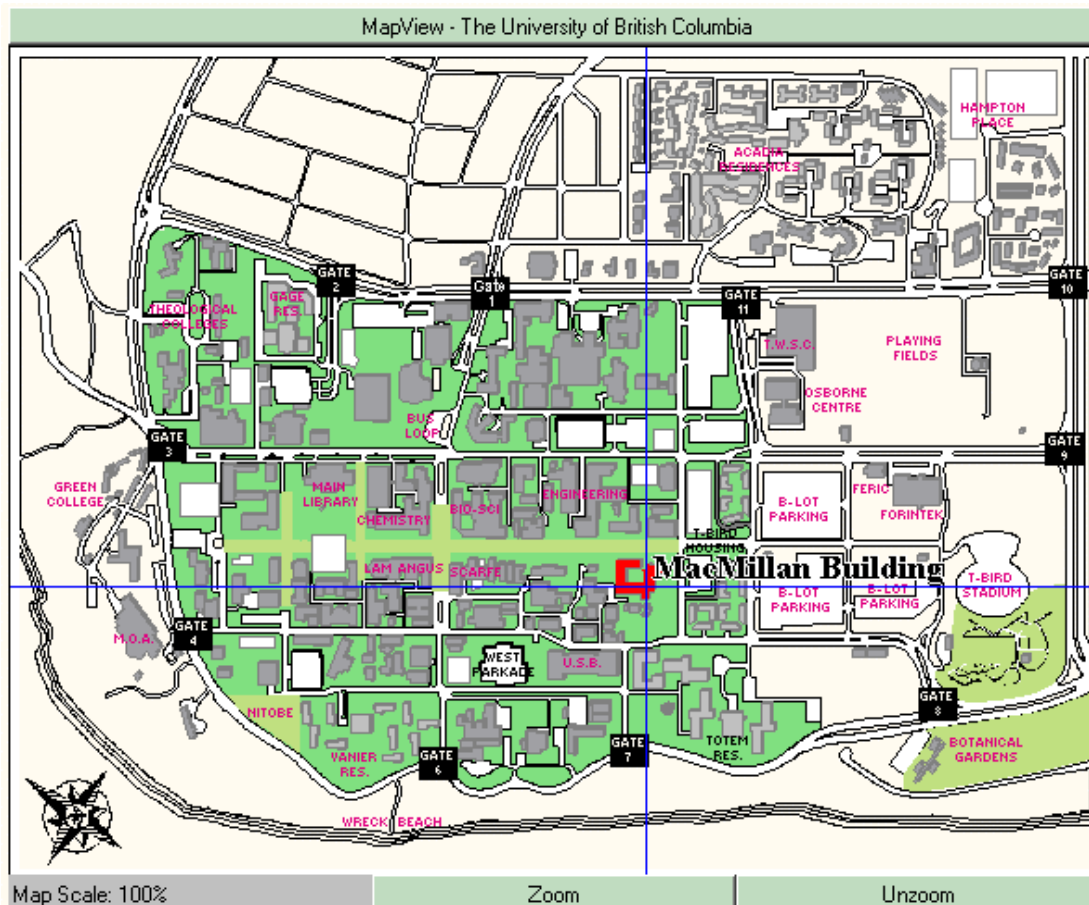 MapView - The University of British Columbia
HAMPTON
PLACE
ACADIA
RESIDENCES
GATE
2
Gate
1
GATE
10
GATE
11
GAGE
RES.
THEOLOGICAL
COLLEGES
T.W.S.C.
PLAYING
FIELDS
OSBORNE
CENTRE
BUS
LOOP
GATE
3
GATE
9
GREEN
COLLEGE
MAIN
LIBRARY
CHEMISTRY
BIO-SCI
ENGINEERING
B-LOT
PARKING
FERIC
FORINTEK
T-BIRD
HOUSING
LAM ANGUS
SCARFE
MacMillan Building
B-LOT
PARKING
B-LOT
PARKING
T-BIRD
STADIUM
M.O.A.
GATE
4
WEST
PARKADE
U.S.B.
NITOBE
VANIER
RES.
GATE
6
GATE
7
TOTEM
RES.
GATE
8
BOTANICAL
GARDENS
WRECK BEACH
Map Scale: 100%
Zoom
Unzoom